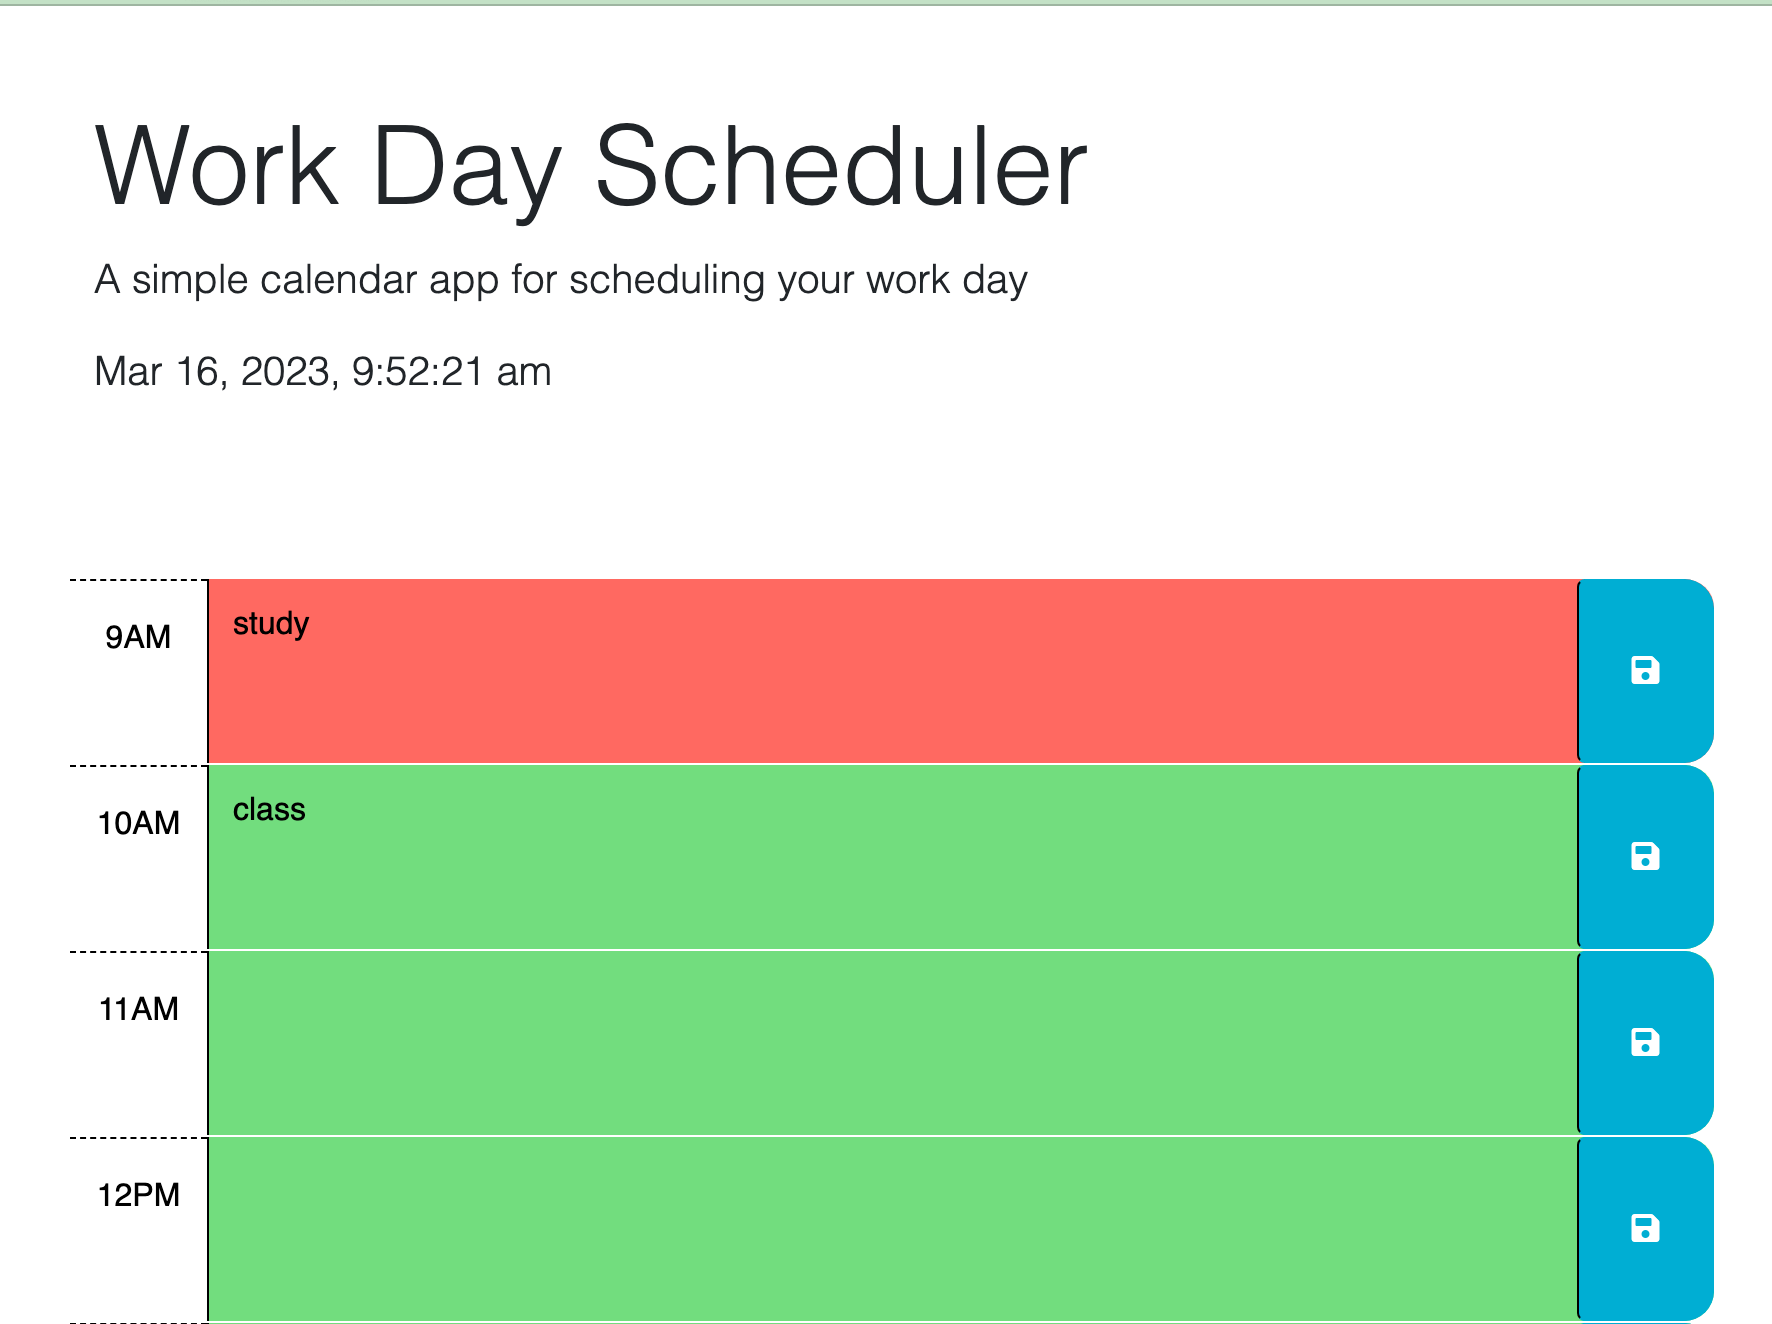 Work Day Scheduler
A simple calendar app for scheduling your work day
Mar 16, 2023, 9:52:21 am
9AM
study
10AM
class
11AM
12PM